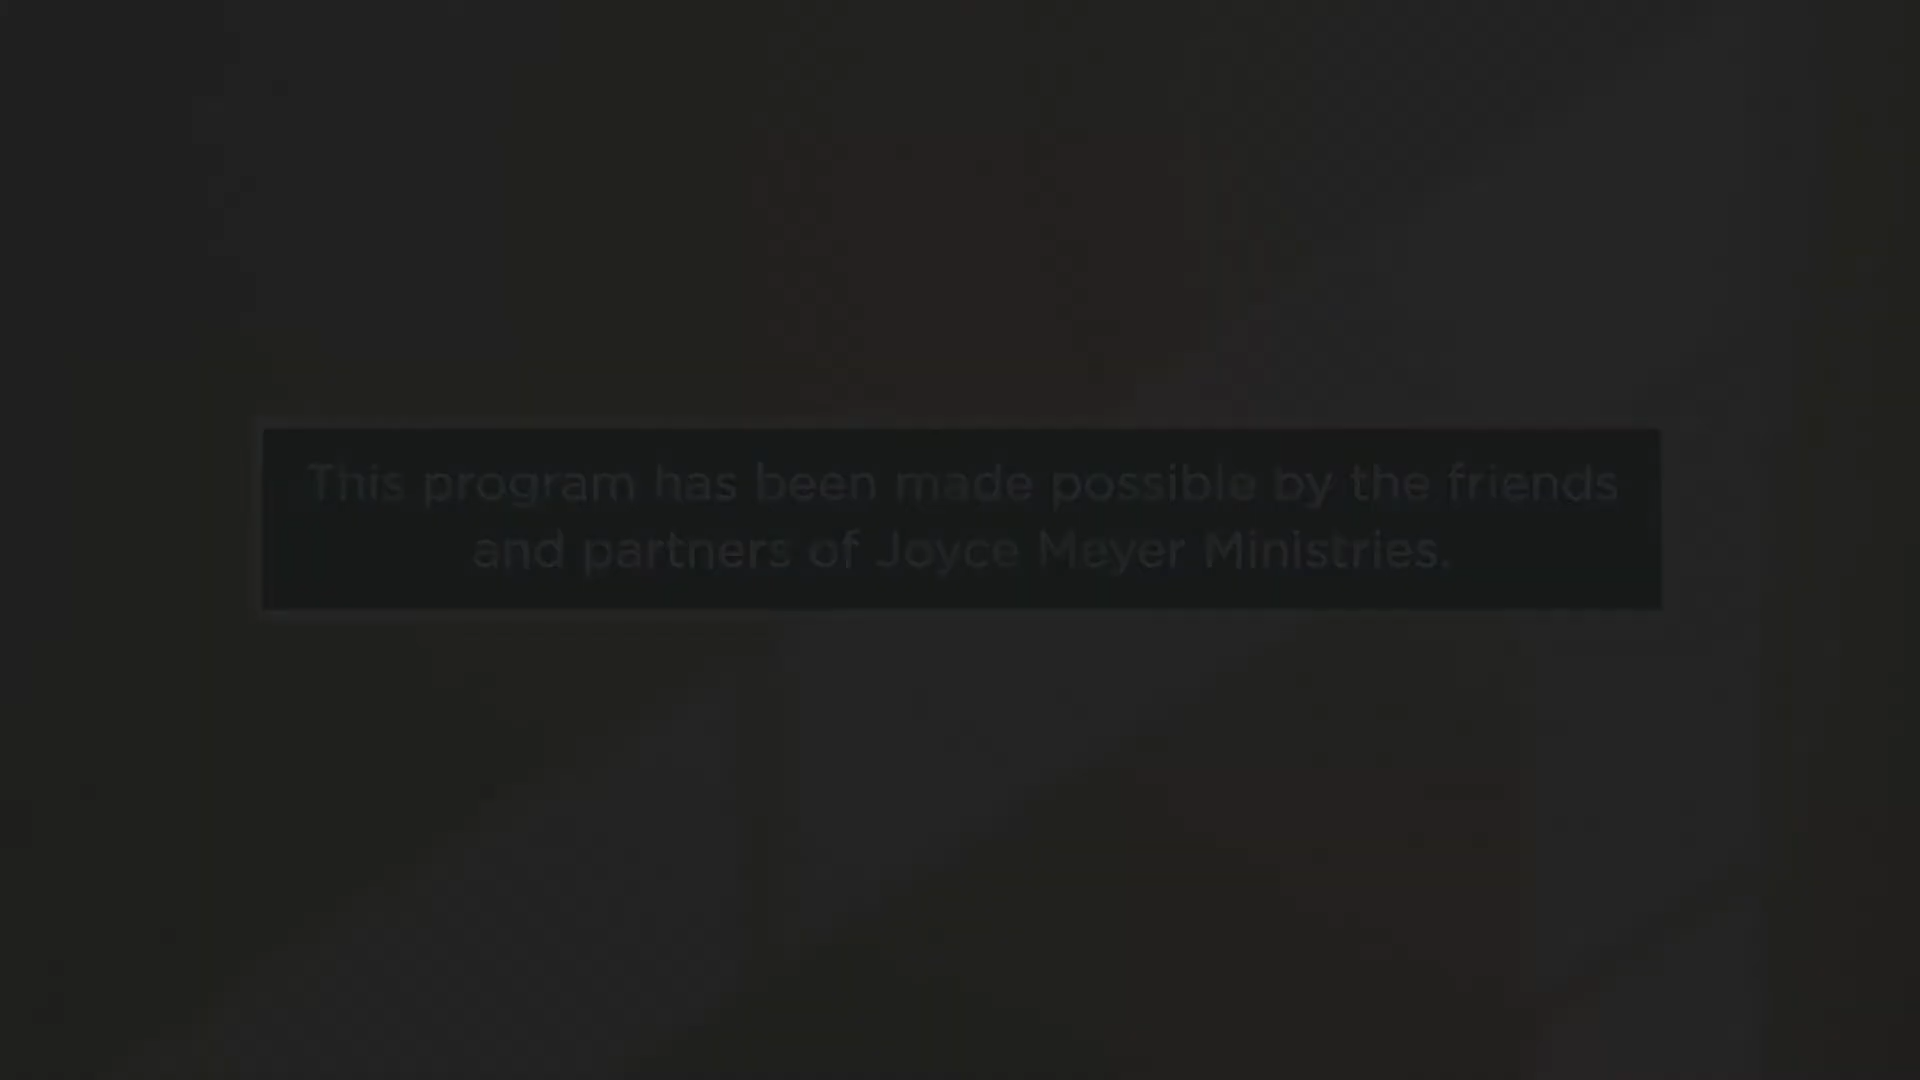 This program has been made possible by the friends
and partners of Joyce Meyer Ministries.